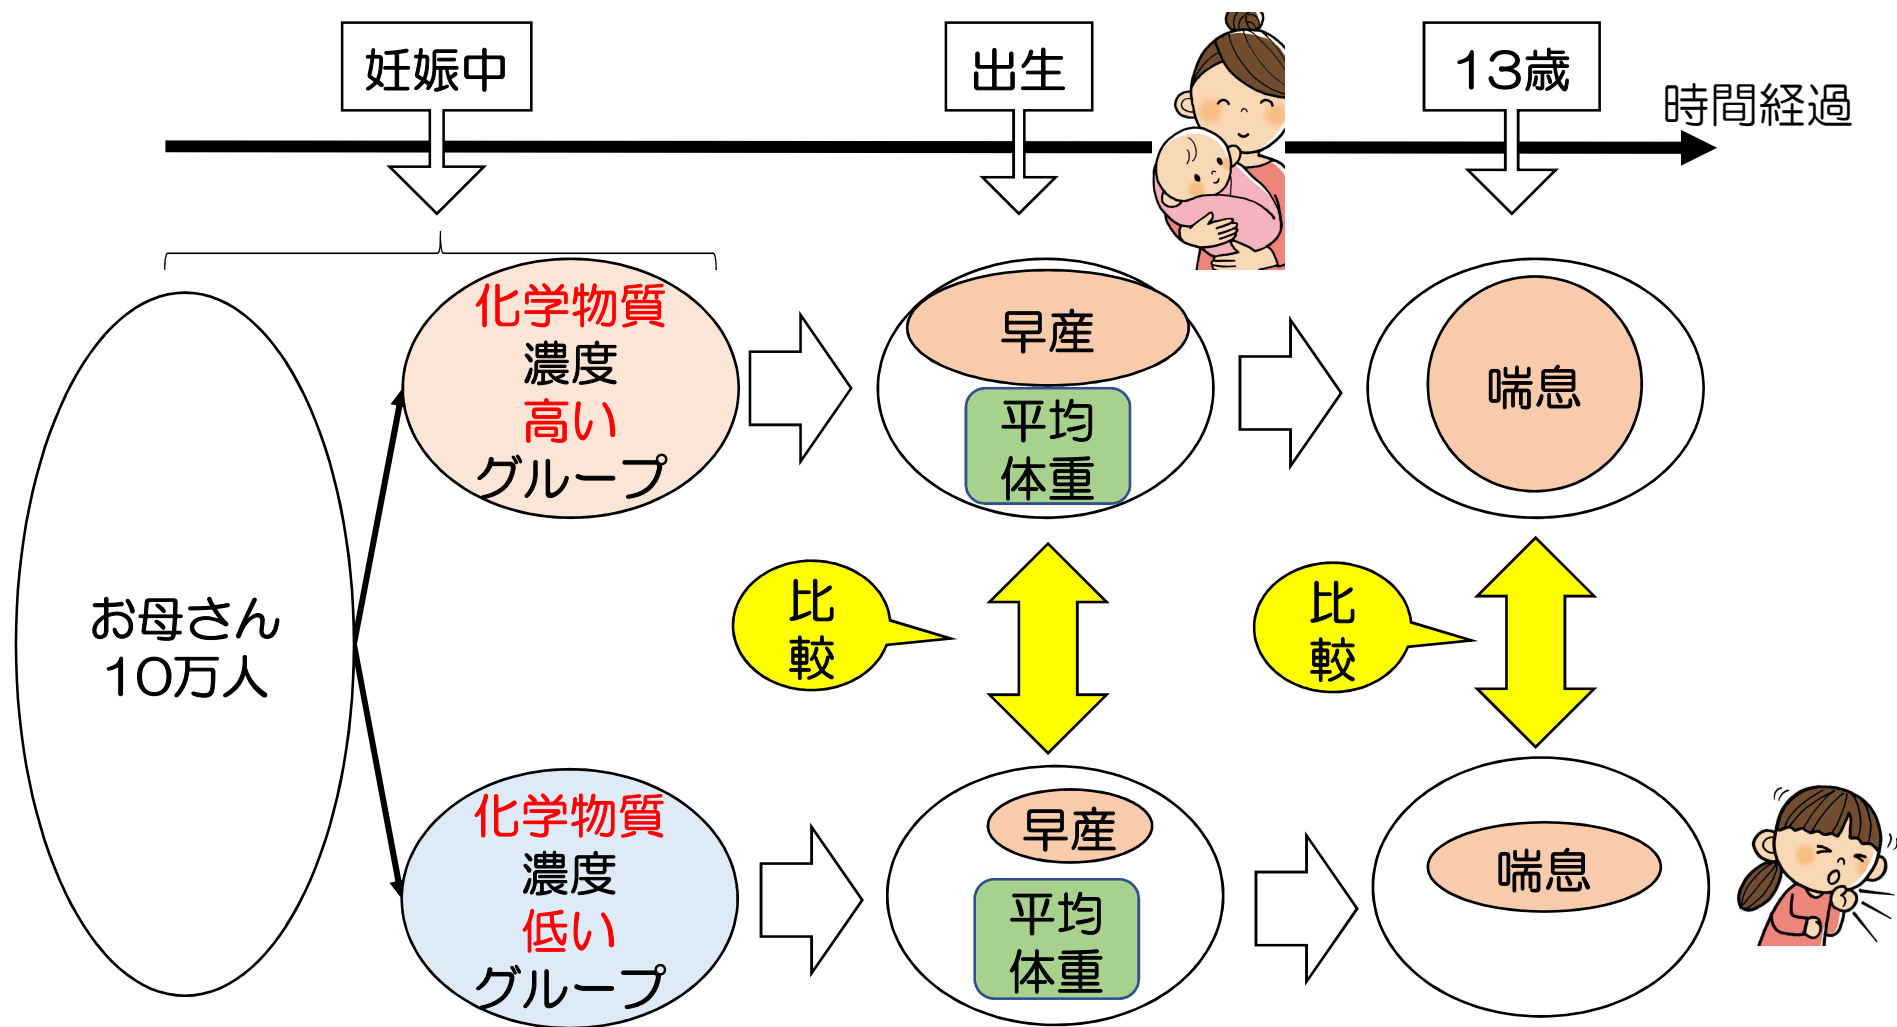 妊娠中
出生
13歳
時間経過
お母さん
10万人
化学物質
濃度
高い
グループ
早産
平均
体重
喘息
比
較
比
較
化学物質
濃度
低い
グループ
早産
平均
体重
喘息